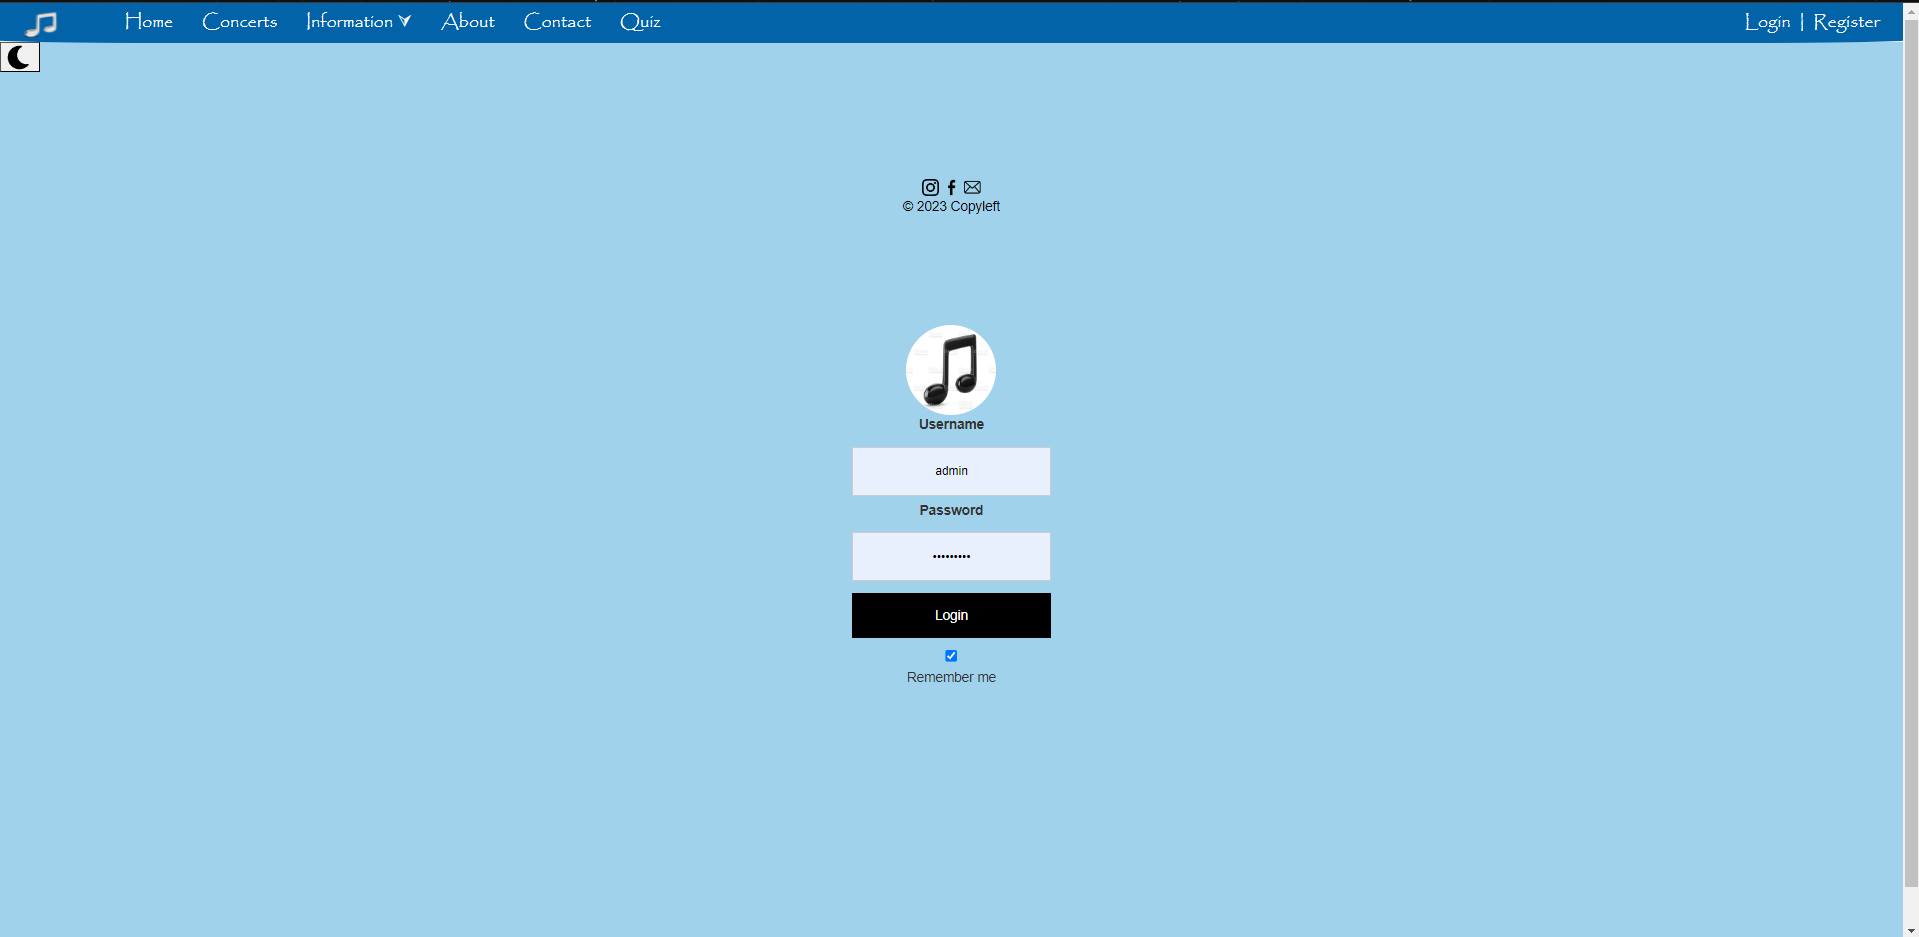 Home Concerts Information About Contact Quiz Login | Register
© 2023 Copyleft
Username
admin
Password
•••••••••
Login
Remember me